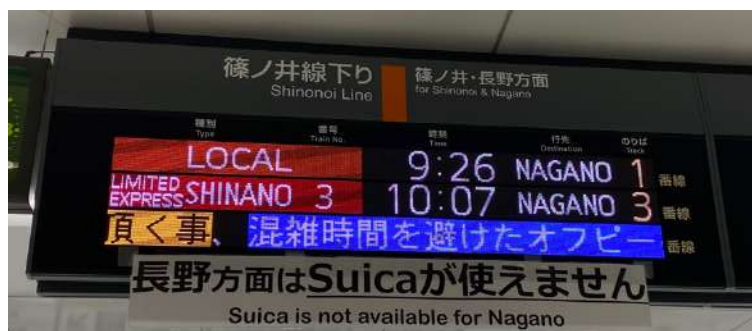 篠ノ井線下り 篠ノ井・長野方面
Shinonoi Line for Shinonoi & Nagano
種別 番号 時刻 行先 のりば
Type Train No. Time Destination Track
LOCAL 9:26 NAGANO 1 番線
LIMITED EXPRESS SHINANO 3 10:07 NAGANO 3 番線
頂く事、混雑時間を避けたオフピー 番線
長野方面はSuicaが使えません
Suica is not available for Nagano